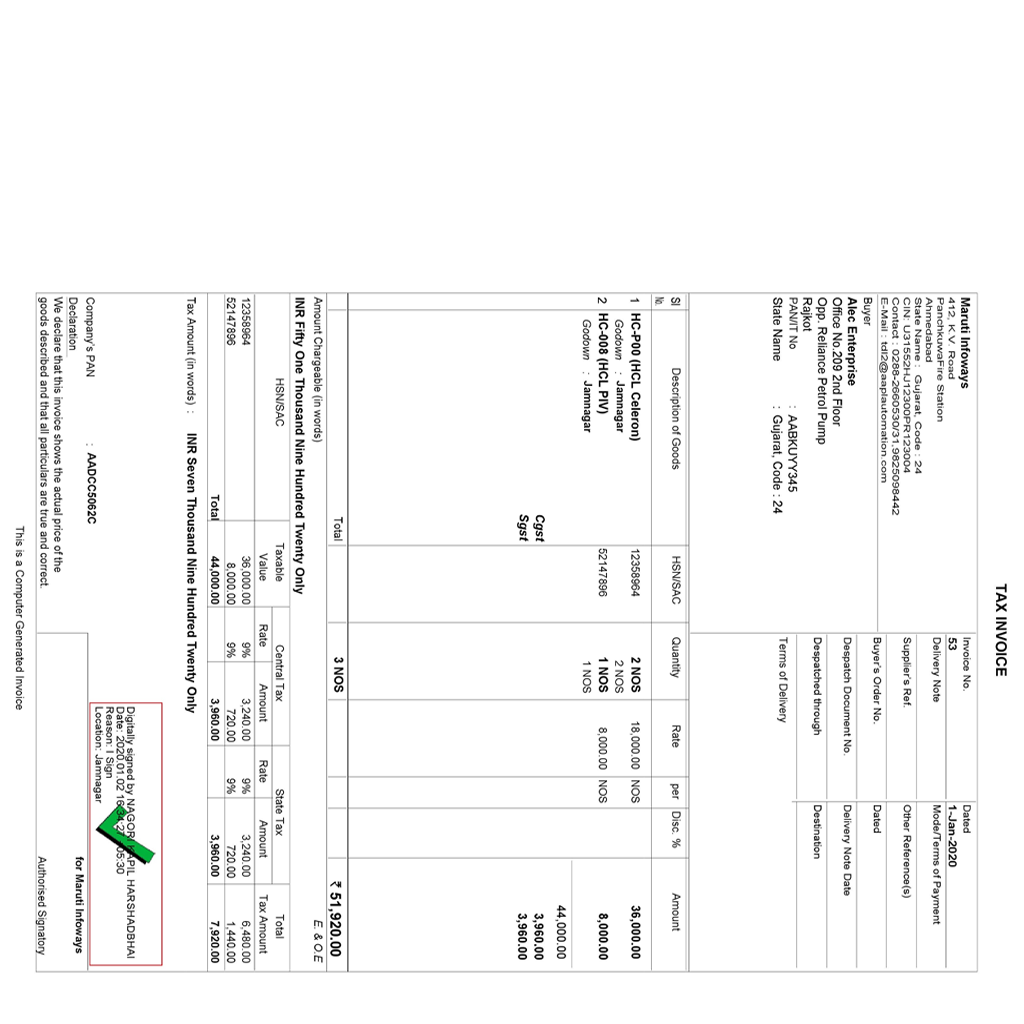 TAX INVOICE
Maruti Infoways
412, K.V. Road
PanchkuwaFire Station
Ahmedabad
State Name : Gujarat, Code : 24
CIN: U31552HJ12300PR123004
Contact : 0288-2660530/31,9825098442
E-Mail : tdl2@aaplautomation.com
Buyer
Alec Enterprise
Office No.209 2nd Floor
Opp. Reliance Petrol Pump
Rajkot
PAN/IT No : AABKUYY345
State Name : Gujarat, Code : 24
Invoice No. Dated
53 1-Jan-2020
Delivery Note Mode/Terms of Payment
Supplier's Ref. Other Reference(s)
Buyer's Order No. Dated
Despatch Document No. Delivery Note Date
Despatched through Destination
Terms of Delivery
Sl Description of Goods HSN/SAC Quantity Rate per Disc. % Amount
No.
1 HC-P00 (HCL Celeron) 12358964 2 NOS 18,000.00 NOS 36,000.00
Godown : Jamnagar 2 NOS
2 HC-008 (HCL PIV) 52147896 1 NOS 8,000.00 NOS 8,000.00
Godown : Jamnagar 1 NOS
44,000.00
Cgst 3,960.00
Sgst 3,960.00
Total 3 NOS ₹ 51,920.00
Amount Chargeable (in words) E. & O.E
INR Fifty One Thousand Nine Hundred Twenty Only
HSN/SAC Taxable Central Tax State Tax Total
Value Rate Amount Rate Amount Tax Amount
12358964 36,000.00 9% 3,240.00 9% 3,240.00 6,480.00
52147896 8,000.00 9% 720.00 9% 720.00 1,440.00
Total 44,000.00 3,960.00 3,960.00 7,920.00
Tax Amount (in words) : INR Seven Thousand Nine Hundred Twenty Only
Digitally signed by NAGORI KAPIL HARSHADBHAI
Date: 2020.01.02
Reason: I Sign
Location: Jamnagar
Company's PAN : AADCC5062C
Declaration
We declare that this invoice shows the actual price of the
goods described and that all particulars are true and correct.
for Maruti Infoways
Authorised Signatory
This is a Computer Generated Invoice